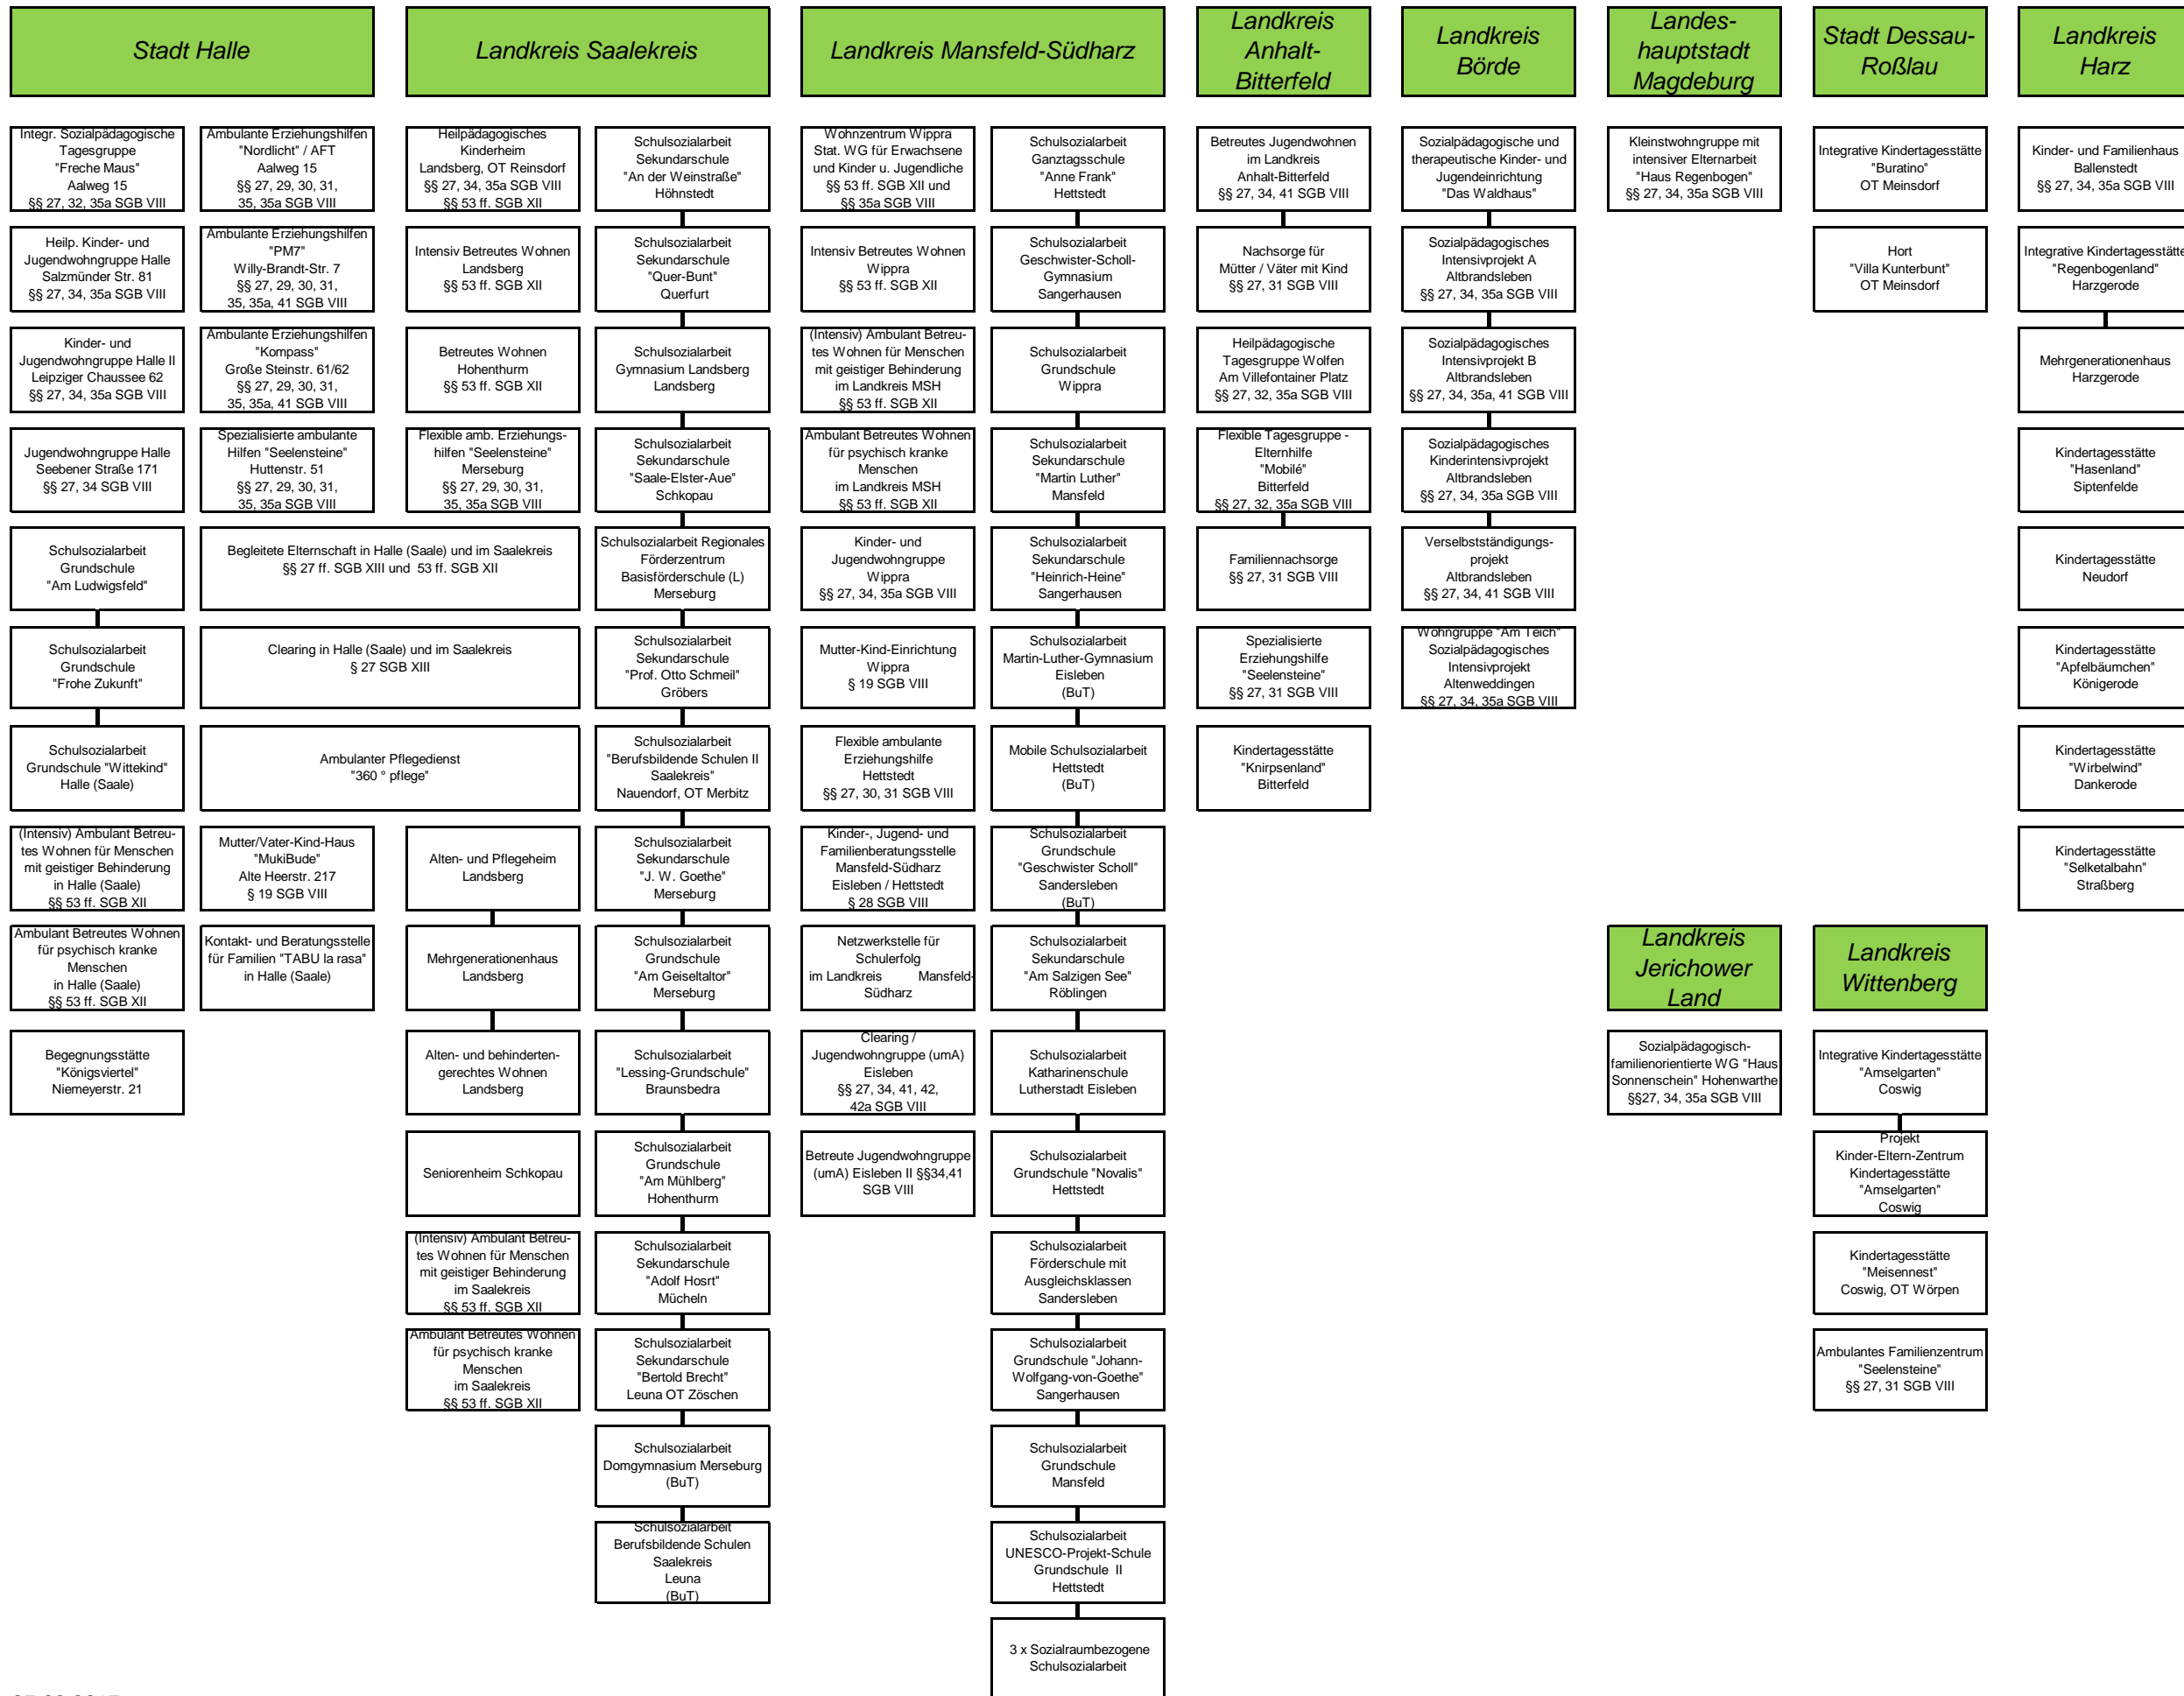 Stadt Halle
Landkreis Saalekreis
Landkreis Mansfeld-Südharz
Landkreis
Anhalt-
Bitterfeld
Landkreis
Börde
Landes-
hauptstadt
Magdeburg
Stadt Dessau-
Roßlau
Landkreis
Harz
Integr. Sozialpädagogische
Tagesgruppe
"Freche Maus"
Aalweg 15
§§ 27, 32, 35a SGB VIII
Ambulante Erziehungshilfen
"Nordlicht" / AFT
Aalweg 15
§§ 27, 29, 30, 31,
35, 35a SGB VIII
Heilpädagogisches
Kinderheim
Landsberg, OT Reinsdorf
§§ 27, 34, 35a SGB VIII
§§ 53 ff. SGB XII
Schulsozialarbeit
Sekundarschule
"An der Weinstraße"
Höhnstedt
Wohnzentrum Wippra
Stat. WG für Erwachsene
und Kinder u. Jugendliche
§§ 53 ff. SGB XII und
§§ 35a SGB VIII
Schulsozialarbeit
Ganztagsschule
"Anne Frank"
Hettstedt
Betreutes Jugendwohnen
im Landkreis
Anhalt-Bitterfeld
§§ 27, 34, 41 SGB VIII
Sozialpädagogische und
therapeutische Kinder- und
Jugendeinrichtung
"Das Waldhaus"
Kleinstwohngruppe mit
intensiver Elternarbeit
"Haus Regenbogen"
§§ 27, 34, 35a SGB VIII
Integrative Kindertagesstätte
"Buratino"
OT Meinsdorf
Kinder- und Familienhaus
Ballenstedt
§§ 27, 34, 35a SGB VIII
Heilp. Kinder- und
Jugendwohngruppe Halle
Salzmünder Str. 81
§§ 27, 34, 35a SGB VIII
Ambulante Erziehungshilfen
"PM7"
Willy-Brandt-Str. 7
§§ 27, 29, 30, 31,
35, 35a, 41 SGB VIII
Intensiv Betreutes Wohnen
Landsberg
§§ 53 ff. SGB XII
Schulsozialarbeit
Sekundarschule
"Quer-Bunt"
Querfurt
Intensiv Betreutes Wohnen
Wippra
§§ 53 ff. SGB XII
Schulsozialarbeit
Geschwister-Scholl-
Gymnasium
Sangerhausen
Nachsorge für
Mütter / Väter mit Kind
§§ 27, 31 SGB VIII
Sozialpädagogisches
Intensivprojekt A
Altbrandsleben
§§ 27, 34, 35a SGB VIII
Hort
"Villa Kunterbunt"
OT Meinsdorf
Integrative Kindertagesstätte
"Regenbogenland"
Harzgerode
Kinder- und
Jugendwohngruppe Halle II
Leipziger Chaussee 62
§§ 27, 34, 35a SGB VIII
Ambulante Erziehungshilfen
"Kompass"
Große Steinstr. 61/62
§§ 27, 29, 30, 31,
35, 35a, 41 SGB VIII
Betreutes Wohnen
Hohenthurm
§§ 53 ff. SGB XII
Schulsozialarbeit
Gymnasium Landsberg
Landsberg
(Intensiv) Ambulant Betreu-
tes Wohnen für Menschen
mit geistiger Behinderung
im Landkreis MSH
§§ 53 ff. SGB XII
Schulsozialarbeit
Grundschule
Wippra
Heilpädagogische
Tagesgruppe Wolfen
Am Villefontainer Platz
§§ 27, 32, 35a SGB VIII
Sozialpädagogisches
Intensivprojekt B
Altbrandsleben
§§ 27, 34, 35a, 41 SGB VIII
Mehrgenerationenhaus
Harzgerode
Jugendwohngruppe Halle
Seebener Straße 171
§§ 27, 34 SGB VIII
Spezialisierte ambulante
Hilfen "Seelensteine"
Huttenstr. 51
§§ 27, 29, 30, 31,
35, 35a SGB VIII
Flexible amb. Erziehungs-
hilfen "Seelensteine"
Merseburg
§§ 27, 29, 30, 31,
35, 35a SGB VIII
Schulsozialarbeit
Sekundarschule
"Saale-Elster-Aue"
Schkopau
Ambulant Betreutes Wohnen
für psychisch kranke
Menschen
im Landkreis MSH
§§ 53 ff. SGB XII
Schulsozialarbeit
Sekundarschule
"Martin Luther"
Mansfeld
Flexible Tagesgruppe -
Elternhilfe
"Mobilé"
Bitterfeld
§§ 27, 32, 35a SGB VIII
Sozialpädagogisches
Kinderintensivprojekt
Altbrandsleben
§§ 27, 34, 35a SGB VIII
Kindertagesstätte
"Hasenland"
Siptenfelde
Schulsozialarbeit
Grundschule
"Am Ludwigsfeld"
Begleitete Elternschaft in Halle (Saale) und im Saalekreis
§§ 27 ff. SGB XIII und  53 ff. SGB XII
Schulsozialarbeit Regionales
Förderzentrum
Basisförderschule (L)
Merseburg
Kinder- und
Jugendwohngruppe
Wippra
§§ 27, 34, 35a SGB VIII
Schulsozialarbeit
Sekundarschule
"Heinrich-Heine"
Sangerhausen
Familiennachsorge
§§ 27, 31 SGB VIII
Verselbstständigungs-
projekt
Altbrandsleben
§§ 27, 34, 41 SGB VIII
Kindertagesstätte
Neudorf
Schulsozialarbeit
Grundschule
"Frohe Zukunft"
Clearing in Halle (Saale) und im Saalekreis
§ 27 SGB XIII
Schulsozialarbeit
Sekundarschule
"Prof. Otto Schmeil"
Gröbers
Mutter-Kind-Einrichtung
Wippra
§ 19 SGB VIII
Schulsozialarbeit
Martin-Luther-Gymnasium
Eisleben
(BuT)
Spezialisierte
Erziehungshilfe
"Seelensteine"
§§ 27, 31 SGB VIII
Wohngruppe "Am Teich"
Sozialpädagogisches
Intensivprojekt
Altenweddingen
§§ 27, 34, 35a SGB VIII
Kindertagesstätte
"Apfelbäumchen"
Königerode
Schulsozialarbeit
Grundschule "Wittekind"
Halle (Saale)
Ambulanter Pflegedienst
"360 ° pflege"
Schulsozialarbeit
"Berufsbildende Schulen II
Saalekreis"
Nauendorf, OT Merbitz
Flexible ambulante
Erziehungshilfe
Hettstedt
§§ 27, 30, 31 SGB VIII
Mobile Schulsozialarbeit
Hettstedt
(BuT)
Kindertagesstätte
"Knirpsenland"
Bitterfeld
Kindertagesstätte
"Wirbelwind"
Dankerode
(Intensiv) Ambulant Betreu-
tes Wohnen für Menschen
mit geistiger Behinderung
in Halle (Saale)
§§ 53 ff. SGB XII
Mutter/Vater-Kind-Haus
"MukiBude"
Alte Heerstr. 217
§ 19 SGB VIII
Alten- und Pflegeheim
Landsberg
Schulsozialarbeit
Sekundarschule
"J. W. Goethe"
Merseburg
Kinder-, Jugend- und
Familienberatungsstelle
Mansfeld-Südharz
Eisleben / Hettstedt
§ 28 SGB VIII
Schulsozialarbeit
Grundschule
"Geschwister Scholl"
Sandersleben
(BuT)
Kindertagesstätte
"Selketalbahn"
Straßberg
Ambulant Betreutes Wohnen
für psychisch kranke
Menschen
in Halle (Saale)
§§ 53 ff. SGB XII
Kontakt- und Beratungsstelle
für Familien "TABU la rasa"
in Halle (Saale)
Mehrgenerationenhaus
Landsberg
Schulsozialarbeit
Grundschule
"Am Geiseltaltor"
Merseburg
Netzwerkstelle für
Schulerfolg
im Landkreis Mansfeld-
Südharz
Schulsozialarbeit
Sekundarschule
"Am Salzigen See"
Röblingen
Landkreis
Jerichower
Land
Landkreis
Wittenberg
Begegnungsstätte
"Königsviertel"
Niemeyerstr. 21
Alten- und behinderten-
gerechtes Wohnen
Landsberg
Schulsozialarbeit
"Lessing-Grundschule"
Braunsbedra
Clearing /
Jugendwohngruppe (umA)
Eisleben
§§ 27, 34, 41, 42,
42a SGB VIII
Schulsozialarbeit
Katharinenschule
Lutherstadt Eisleben
Sozialpädagogisch-
familienorientierte WG "Haus
Sonnenschein" Hohenwarthe
§§27, 34, 35a SGB VIII
Integrative Kindertagesstätte
"Amselgarten"
Coswig
Seniorenheim Schkopau
Schulsozialarbeit
Grundschule
"Am Mühlberg"
Hohenthurm
Betreute Jugendwohngruppe
(umA) Eisleben II §§34,41
SGB VIII
Schulsozialarbeit
Grundschule "Novalis"
Hettstedt
Projekt
Kinder-Eltern-Zentrum
Kindertagesstätte
"Amselgarten"
Coswig
(Intensiv) Ambulant Betreu-
tes Wohnen für Menschen
mit geistiger Behinderung
im Saalekreis
§§ 53 ff. SGB XII
Schulsozialarbeit
Sekundarschule
"Adolf Hosrt"
Mücheln
Schulsozialarbeit
Förderschule mit
Ausgleichsklassen
Sandersleben
Kindertagesstätte
"Meisennest"
Coswig, OT Wörpen
Ambulant Betreutes Wohnen
für psychisch kranke
Menschen
im Saalekreis
§§ 53 ff. SGB XII
Schulsozialarbeit
Sekundarschule
"Bertold Brecht"
Leuna OT Zöschen
Schulsozialarbeit
Grundschule "Johann-
Wolfgang-von-Goethe"
Sangerhausen
Ambulantes Familienzentrum
"Seelensteine"
§§ 27, 31 SGB VIII
Schulsozialarbeit
Domgymnasium Merseburg
(BuT)
Schulsozialarbeit
Grundschule
Mansfeld
Schulsozialarbeit
Berufsbildende Schulen
Saalekreis
Leuna
(BuT)
Schulsozialarbeit
UNESCO-Projekt-Schule
Grundschule  II
Hettstedt
3 x Sozialraumbezogene
Schulsozialarbeit